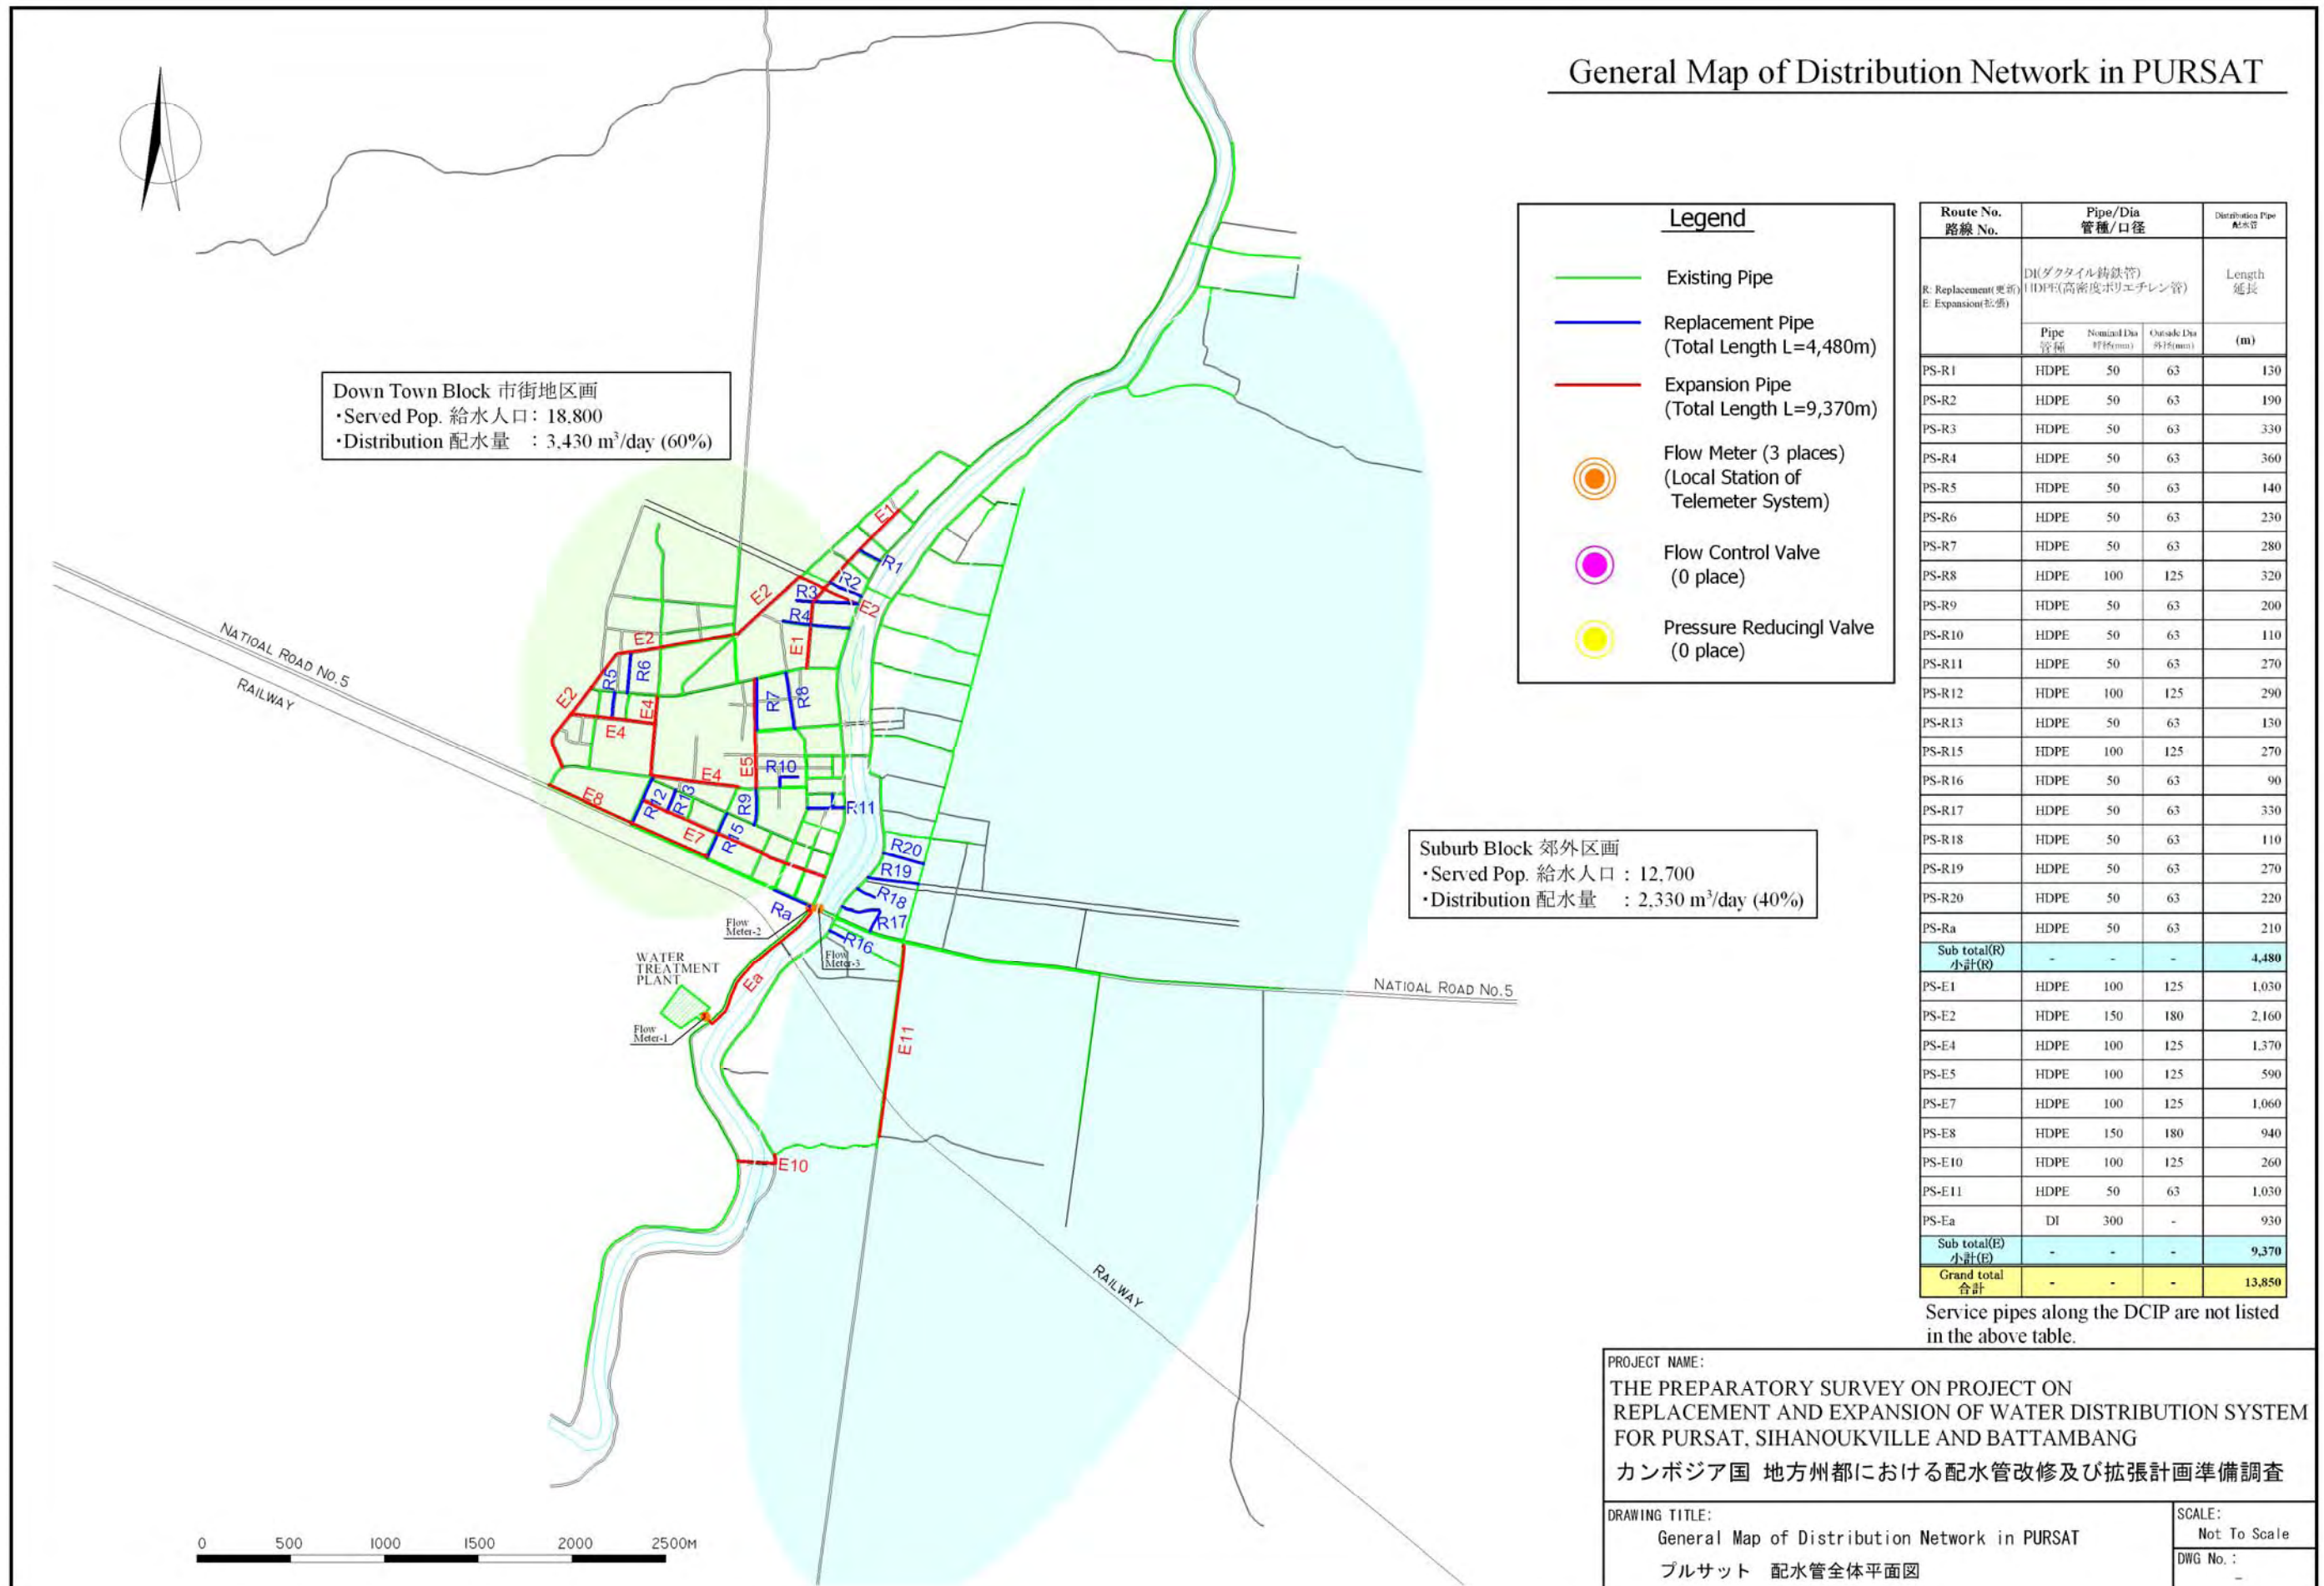 General Map of Distribution Network in PURSAT
Down Town Block 市街地区画
・Served Pop. 給水人口: 18,800
・Distribution 配水量 : 3,430 m³/day (60%)
Legend
Existing Pipe
Replacement Pipe
(Total Length L=4,480m)
Expansion Pipe
(Total Length L=9,370m)
Flow Meter (3 places)
(Local Station of
Telemeter System)
Flow Control Valve
(0 place)
Pressure Reducingl Valve
(0 place)
Route No. Pipe/Dia Distribution Pipe
路線 No. 管種/口径 配水管
DI(ダクタイル鋳鉄管) Length
R: Replacement(更新) HDPE(高密度ポリエチレン管) 延長
E: Expansion(拡張)
Pipe Nominal Dia Outside Dia (m)
管種 呼径(mm) 外径(mm)
PS-R1 HDPE 50 63 130
PS-R2 HDPE 50 63 190
PS-R3 HDPE 50 63 330
PS-R4 HDPE 50 63 360
PS-R5 HDPE 50 63 140
PS-R6 HDPE 50 63 230
PS-R7 HDPE 50 63 280
PS-R8 HDPE 100 125 320
PS-R9 HDPE 50 63 200
PS-R10 HDPE 50 63 110
PS-R11 HDPE 50 63 270
PS-R12 HDPE 100 125 290
PS-R13 HDPE 50 63 130
PS-R15 HDPE 100 125 270
PS-R16 HDPE 50 63 90
PS-R17 HDPE 50 63 330
PS-R18 HDPE 50 63 110
PS-R19 HDPE 50 63 270
PS-R20 HDPE 50 63 220
PS-Ra HDPE 50 63 210
Sub total(R) - - - 4,480
小計(R)
PS-E1 HDPE 100 125 1,030
PS-E2 HDPE 150 180 2,160
PS-E4 HDPE 100 125 1,370
PS-E5 HDPE 100 125 590
PS-E7 HDPE 100 125 1,060
PS-E8 HDPE 150 180 940
PS-E10 HDPE 100 125 260
PS-E11 HDPE 50 63 1,030
PS-Ea DI 300 - 930
Sub total(E) - - - 9,370
小計(E)
Grand total - - - 13,850
合計
Service pipes along the DCIP are not listed
in the above table.
E1
R1
R2
E2
R3
E2
R4
E2
E1
R5
R6
E2
R7
R8
E4
E4
E5
R10
E4
E8
R12
R13
R9
R11
E7
R15
R20
R19
R18
R17
Ra
R16
Ea
E11
E10
NATIOAL ROAD No.5
RAILWAY
Flow
Meter-2
Flow
Meter-3
WATER
TREATMENT
PLANT
Flow
Meter-1
Suburb Block 郊外区画
・Served Pop. 給水人口 : 12,700
・Distribution 配水量 : 2,330 m³/day (40%)
NATIOAL ROAD No.5
RAILWAY
0 500 1000 1500 2000 2500M
PROJECT NAME:
THE PREPARATORY SURVEY ON PROJECT ON
REPLACEMENT AND EXPANSION OF WATER DISTRIBUTION SYSTEM
FOR PURSAT, SIHANOUKVILLE AND BATTAMBANG
カンボジア国 地方州都における配水管改修及び拡張計画準備調査
DRAWING TITLE:
General Map of Distribution Network in PURSAT
プルサット 配水管全体平面図
SCALE:
Not To Scale
DWG No.:
-